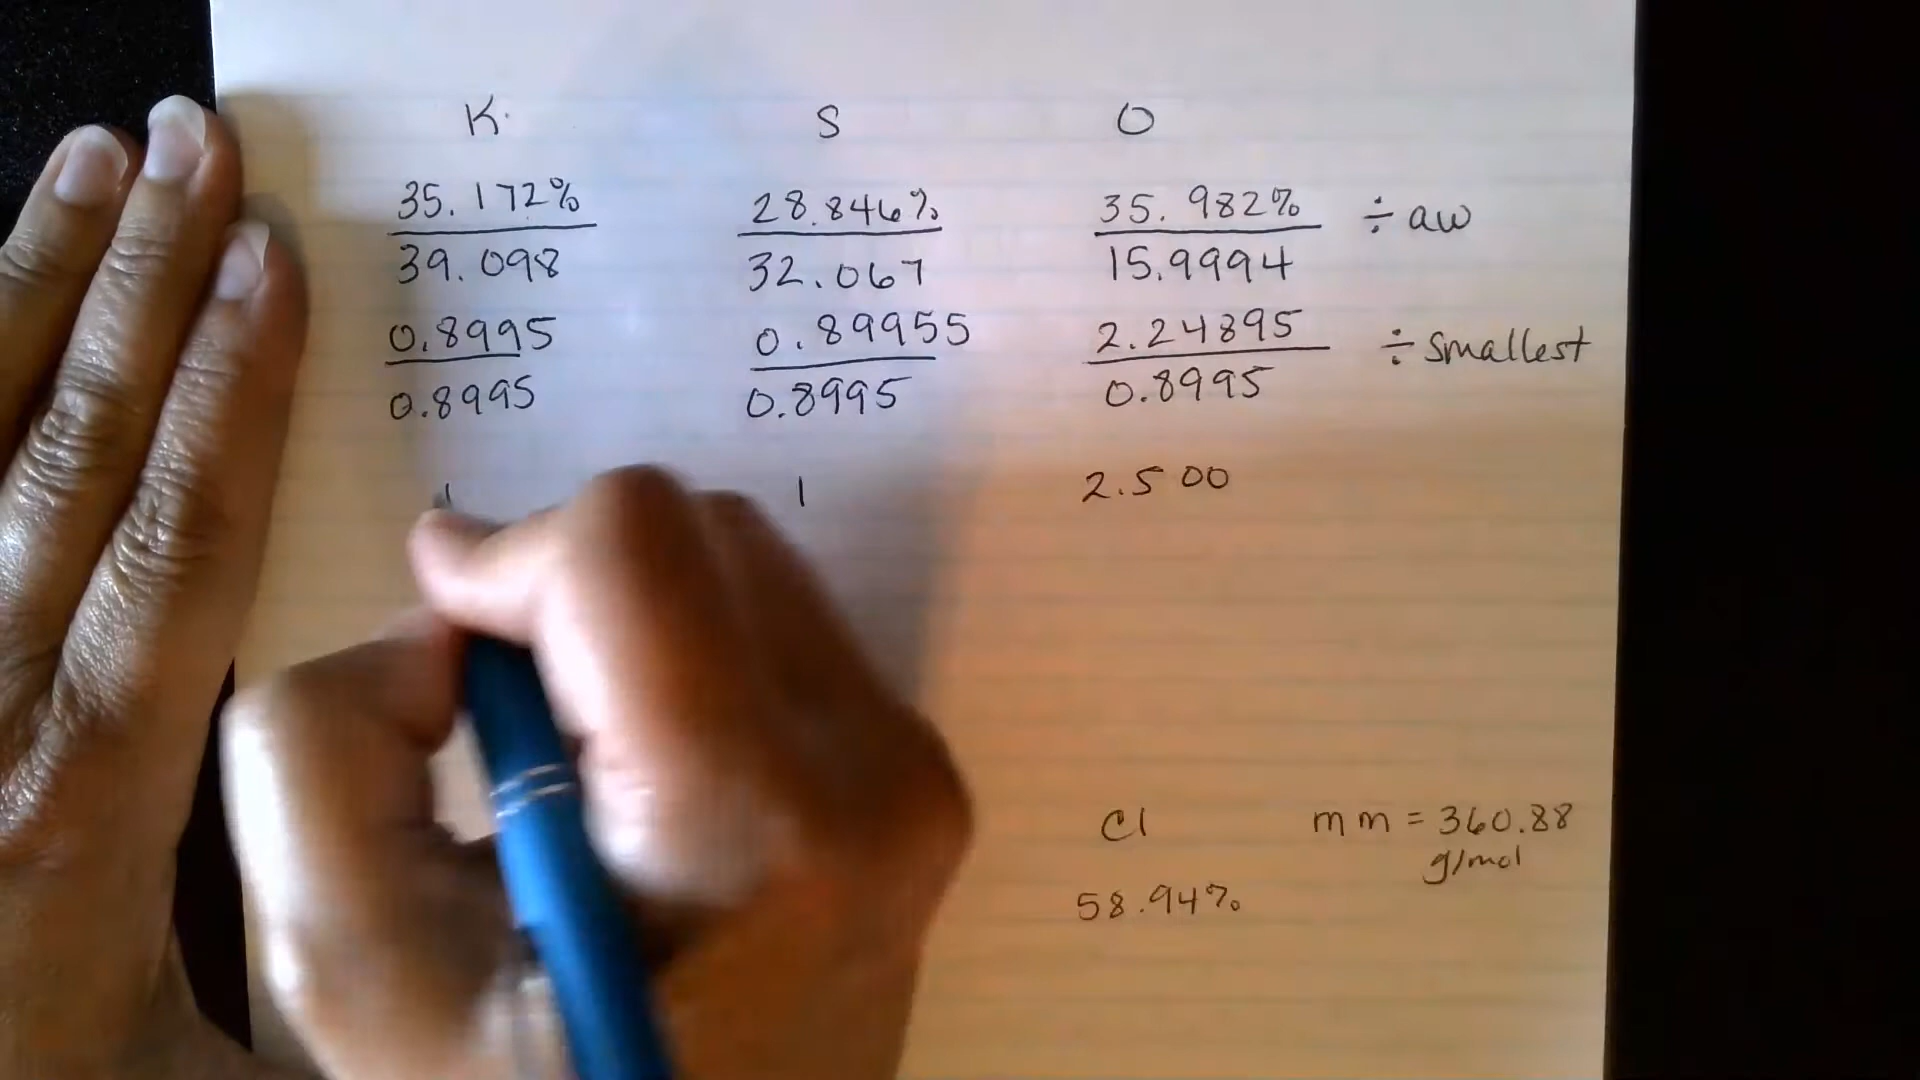 K S O
35.172% 28.846% 35.982% ÷ aw
39.098 32.067 15.9994
0.8995 0.89955 2.24895 ÷ smallest
0.8995 0.8995 0.8995
1 1 2.500
Cl mm = 360.88
g/mol
58.94%